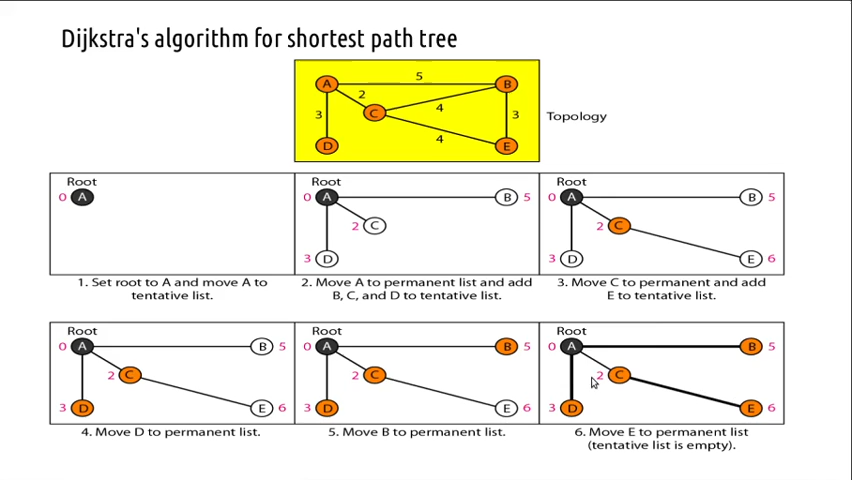 Dijkstra's algorithm for shortest path tree
A
5
B
2
C
3
4
3
4
D
E
Topology
Root
0 A
Root
0 A
B 5
2 C
3 D
Root
0 A
B 5
2 C
3 D
E 6
1. Set root to A and move A to
tentative list.
2. Move A to permanent list and add
B, C, and D to tentative list.
3. Move C to permanent and add
E to tentative list.
Root
0 A
B 5
2 C
3 D
E 6
Root
0 A
B 5
2 C
3 D
E 6
Root
0 A
B 5
2 C
3 D
E 6
4. Move D to permanent list.
5. Move B to permanent list.
6. Move E to permanent list
(tentative list is empty).